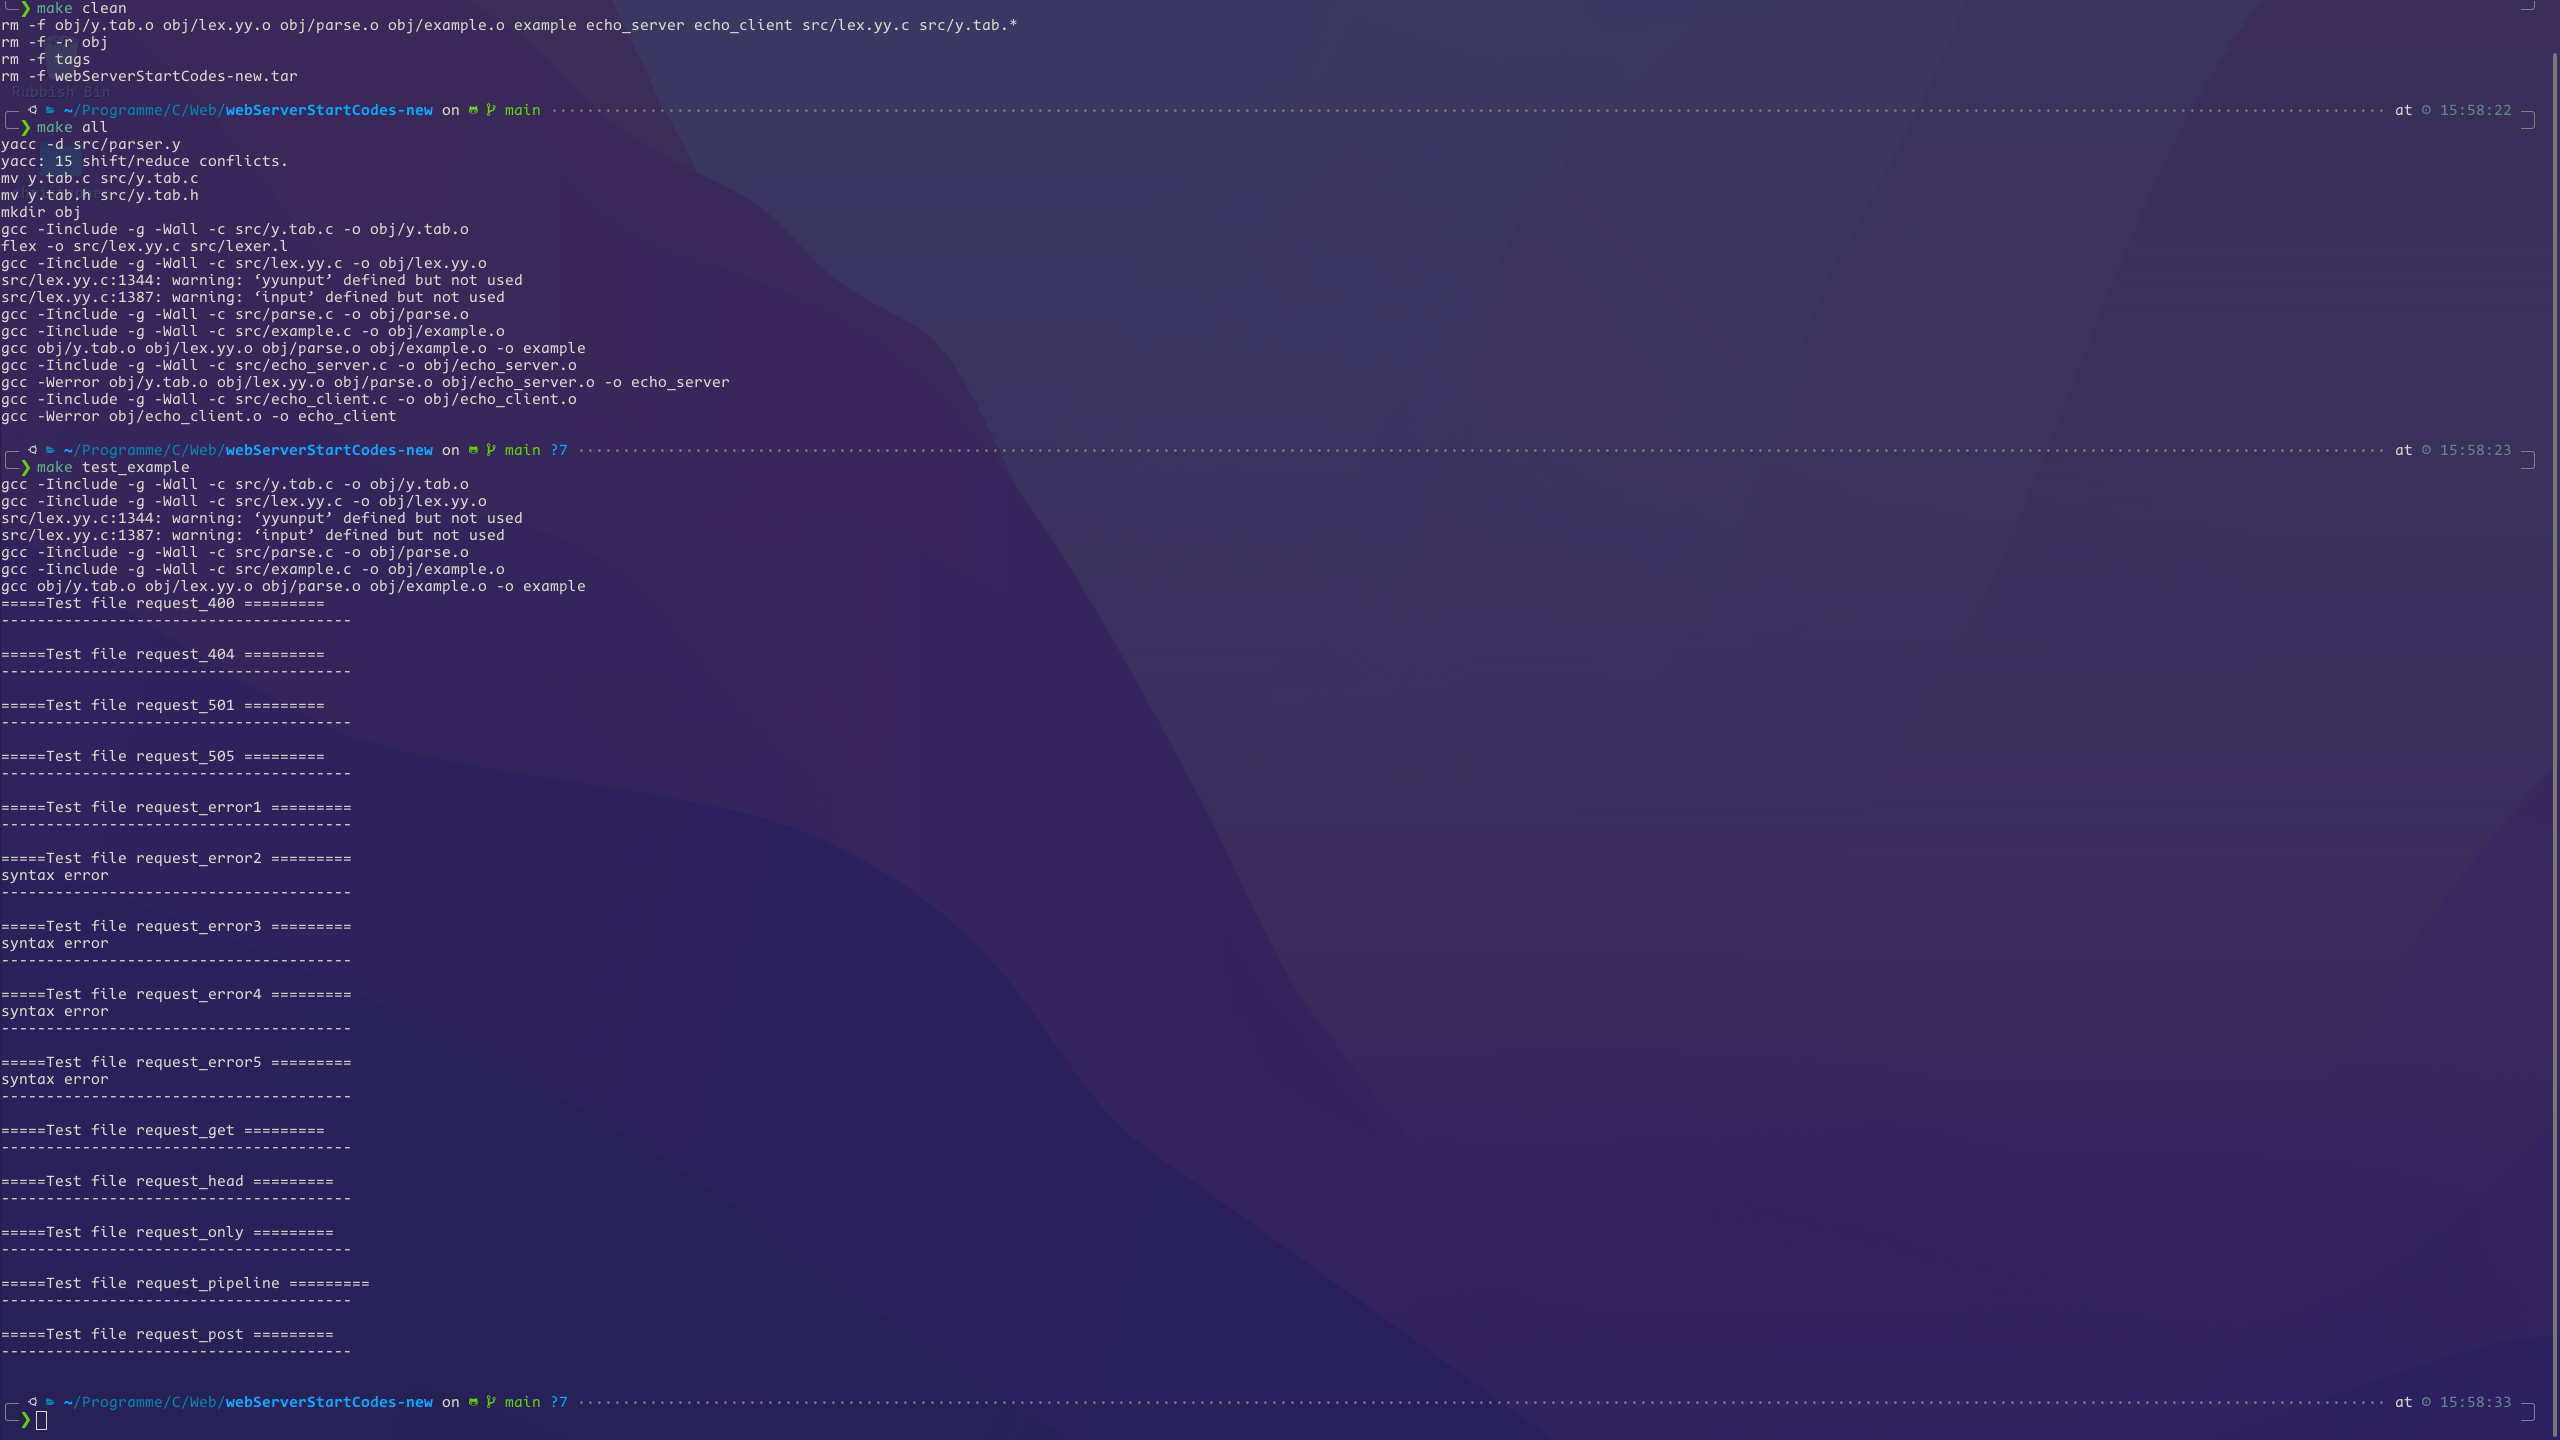 ❯ make clean
rm -f obj/y.tab.o obj/lex.yy.o obj/parse.o obj/example.o example echo_server echo_client src/lex.yy.c src/y.tab.*
rm -f -r obj
rm -f tags
rm -f webServerStartCodes-new.tar
Rubbish Bin
~/Programme/C/Web/webServerStartCodes-new on main at 15:58:22
❯ make all
yacc -d src/parser.y
yacc: 15 shift/reduce conflicts.
mv y.tab.c src/y.tab.c
mv y.tab.h src/y.tab.h
mkdir obj
gcc -Iinclude -g -Wall -c src/y.tab.c -o obj/y.tab.o
flex -o src/lex.yy.c src/lexer.l
gcc -Iinclude -g -Wall -c src/lex.yy.c -o obj/lex.yy.o
src/lex.yy.c:1344: warning: ‘yyunput’ defined but not used
src/lex.yy.c:1387: warning: ‘input’ defined but not used
gcc -Iinclude -g -Wall -c src/parse.c -o obj/parse.o
gcc -Iinclude -g -Wall -c src/example.c -o obj/example.o
gcc obj/y.tab.o obj/lex.yy.o obj/parse.o obj/example.o -o example
gcc -Iinclude -g -Wall -c src/echo_server.c -o obj/echo_server.o
gcc -Werror obj/y.tab.o obj/lex.yy.o obj/parse.o obj/echo_server.o -o echo_server
gcc -Iinclude -g -Wall -c src/echo_client.c -o obj/echo_client.o
gcc -Werror obj/echo_client.o -o echo_client
~/Programme/C/Web/webServerStartCodes-new on main ?7 at 15:58:23
❯ make test_example
gcc -Iinclude -g -Wall -c src/y.tab.c -o obj/y.tab.o
gcc -Iinclude -g -Wall -c src/lex.yy.c -o obj/lex.yy.o
src/lex.yy.c:1344: warning: ‘yyunput’ defined but not used
src/lex.yy.c:1387: warning: ‘input’ defined but not used
gcc -Iinclude -g -Wall -c src/parse.c -o obj/parse.o
gcc -Iinclude -g -Wall -c src/example.c -o obj/example.o
gcc obj/y.tab.o obj/lex.yy.o obj/parse.o obj/example.o -o example
=====Test file request_400 =========
---------------------------------------
=====Test file request_404 =========
---------------------------------------
=====Test file request_501 =========
---------------------------------------
=====Test file request_505 =========
---------------------------------------
=====Test file request_error1 =========
---------------------------------------
=====Test file request_error2 =========
syntax error
---------------------------------------
=====Test file request_error3 =========
syntax error
---------------------------------------
=====Test file request_error4 =========
syntax error
---------------------------------------
=====Test file request_error5 =========
syntax error
---------------------------------------
=====Test file request_get =========
---------------------------------------
=====Test file request_head =========
---------------------------------------
=====Test file request_only =========
---------------------------------------
=====Test file request_pipeline =========
---------------------------------------
=====Test file request_post =========
---------------------------------------
~/Programme/C/Web/webServerStartCodes-new on main ?7 at 15:58:33
❯